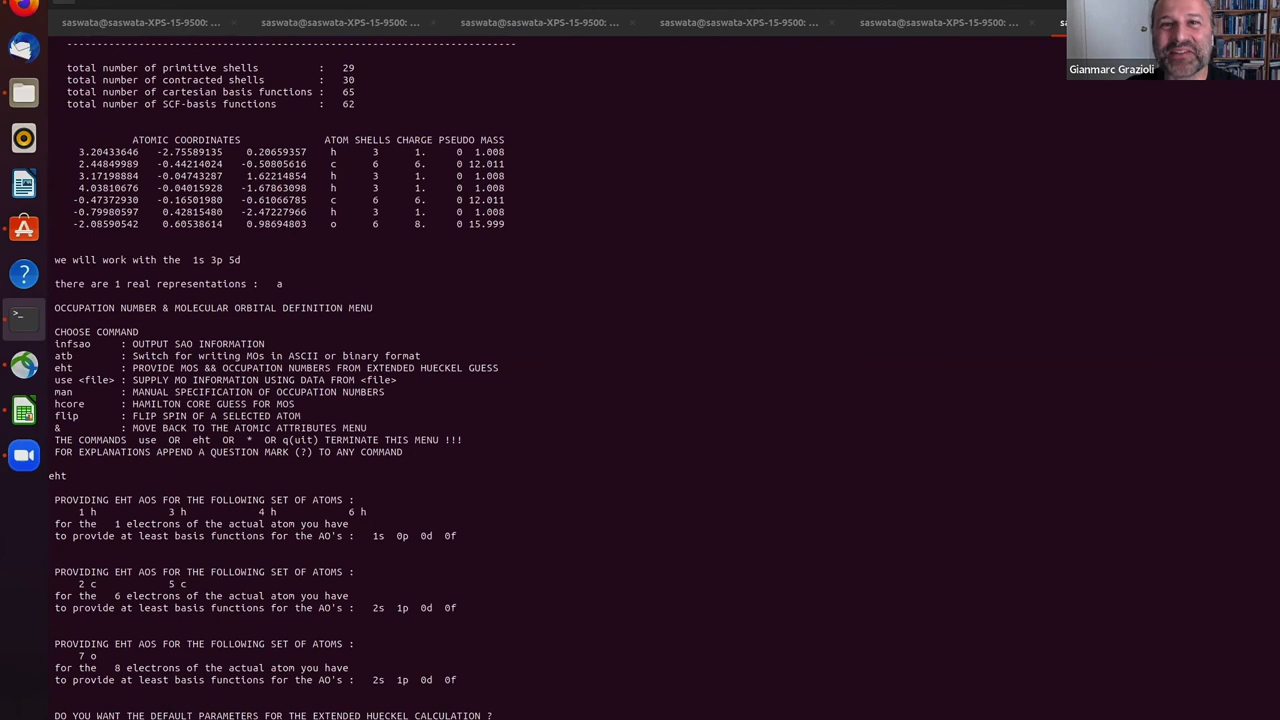 saswata@saswata-XPS-15-9500: ... saswata@saswata-XPS-15-9500: ... saswata@saswata-XPS-15-9500: ... saswata@saswata-XPS-15-9500: ... saswata@saswata-XPS-15-9500: ... sa
Gianmarc Grazioli
-----------------------------------------------------------------------------
total number of primitive shells : 29
total number of contracted shells : 30
total number of cartesian basis functions : 65
total number of SCF-basis functions : 62
ATOMIC COORDINATES ATOM SHELLS CHARGE PSEUDO MASS
3.20433646 -2.75589135 0.20659357 h 3 1. 0 1.008
2.44849989 -0.44214024 -0.50805616 c 6 6. 0 12.011
3.17198884 -0.04743287 1.62214854 h 3 1. 0 1.008
4.03810676 -0.04015928 -1.67863098 h 3 1. 0 1.008
-0.47372930 -0.16501980 -0.61066785 c 6 6. 0 12.011
-0.79980597 0.42815480 -2.47227966 h 3 1. 0 1.008
-2.08590542 0.60538614 0.98694803 o 6 8. 0 15.999
we will work with the 1s 3p 5d
there are 1 real representations : a
OCCUPATION NUMBER & MOLECULAR ORBITAL DEFINITION MENU
CHOOSE COMMAND
infsao : OUTPUT SAO INFORMATION
atb : Switch for writing MOs in ASCII or binary format
eht : PROVIDE MOS && OCCUPATION NUMBERS FROM EXTENDED HUECKEL GUESS
use <file> : SUPPLY MO INFORMATION USING DATA FROM <file>
man : MANUAL SPECIFICATION OF OCCUPATION NUMBERS
hcore : HAMILTON CORE GUESS FOR MOS
flip : FLIP SPIN OF A SELECTED ATOM
& : MOVE BACK TO THE ATOMIC ATTRIBUTES MENU
THE COMMANDS use OR eht OR * OR q(uit) TERMINATE THIS MENU !!!
FOR EXPLANATIONS APPEND A QUESTION MARK (?) TO ANY COMMAND
eht
PROVIDING EHT AOS FOR THE FOLLOWING SET OF ATOMS :
1 h 3 h 4 h 6 h
for the 1 electrons of the actual atom you have
to provide at least basis functions for the AO's : 1s 0p 0d 0f
PROVIDING EHT AOS FOR THE FOLLOWING SET OF ATOMS :
2 c 5 c
for the 6 electrons of the actual atom you have
to provide at least basis functions for the AO's : 2s 1p 0d 0f
PROVIDING EHT AOS FOR THE FOLLOWING SET OF ATOMS :
7 o
for the 8 electrons of the actual atom you have
to provide at least basis functions for the AO's : 2s 1p 0d 0f
DO YOU WANT THE DEFAULT PARAMETERS FOR THE EXTENDED HUECKEL CALCULATION ?